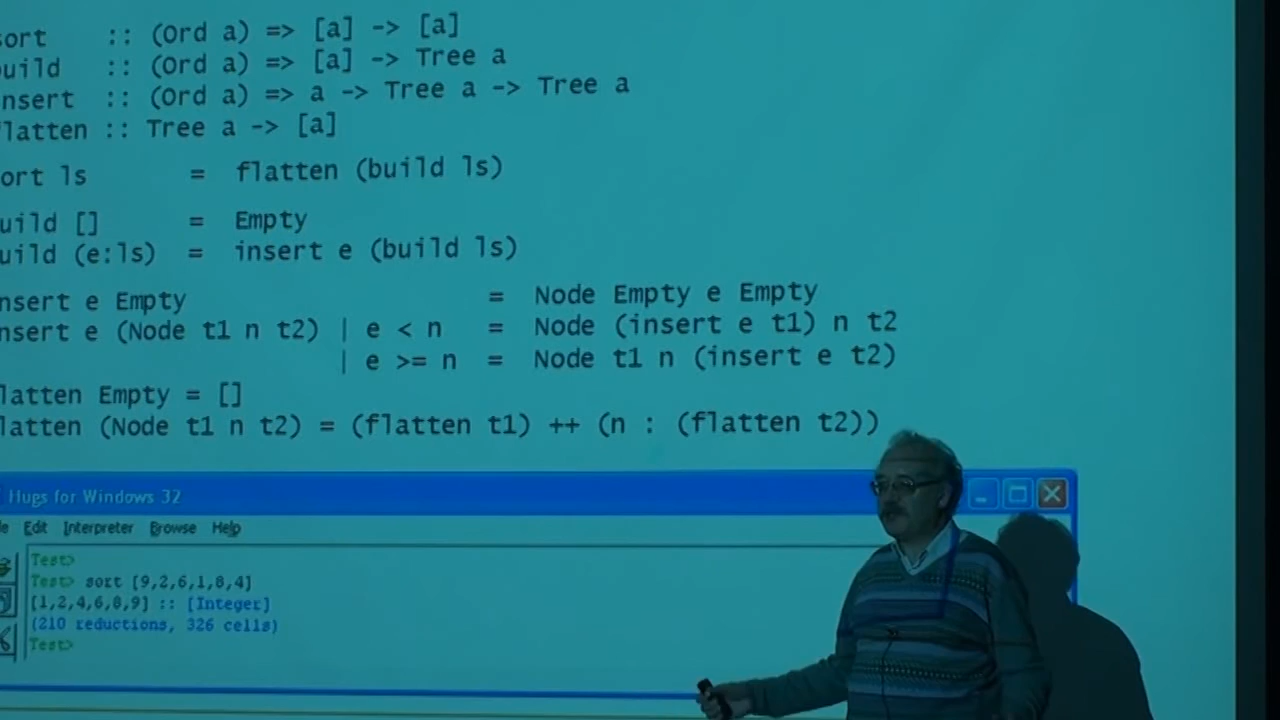 sort :: (Ord a) => [a] -> [a]
build :: (Ord a) => [a] -> Tree a
insert :: (Ord a) => a -> Tree a -> Tree a
flatten :: Tree a -> [a]
sort ls = flatten (build ls)
build [] = Empty
build (e:ls) = insert e (build ls)
insert e Empty = Node Empty e Empty
insert e (Node t1 n t2) | e < n = Node (insert e t1) n t2
| e >= n = Node t1 n (insert e t2)
flatten Empty = []
flatten (Node t1 n t2) = (flatten t1) ++ (n : (flatten t2))
Hugs for Windows 32
Edit Interpreter Browse Help
Test>
Test> sort [9,2,6,1,8,4]
[1,2,4,6,8,9] :: [Integer]
(210 reductions, 326 cells)
Test>